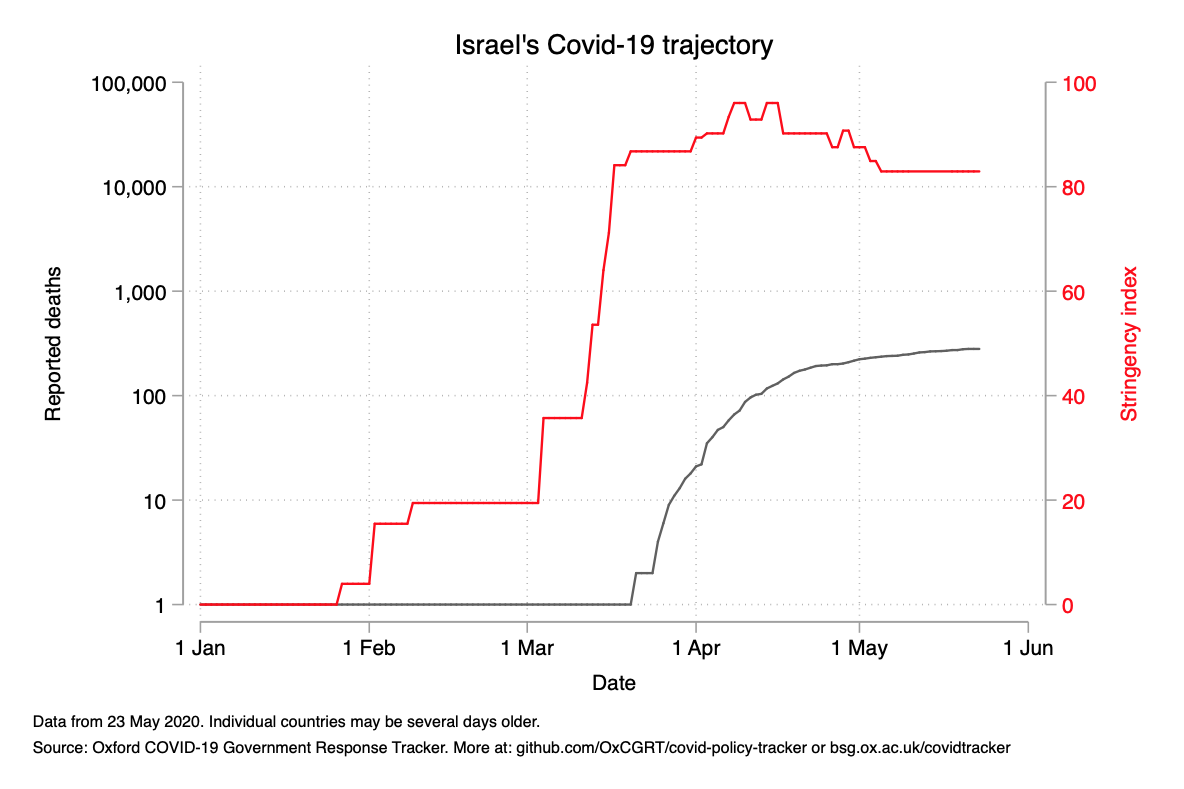 Israel's Covid-19 trajectory
100,000
10,000
1,000
100
10
1
Reported deaths
100
80
60
40
20
0
Stringency index
1 Jan
1 Feb
1 Mar
1 Apr
1 May
1 Jun
Date
Data from 23 May 2020. Individual countries may be several days older.
Source: Oxford COVID-19 Government Response Tracker. More at: github.com/OxCGRT/covid-policy-tracker or bsg.ox.ac.uk/covidtracker